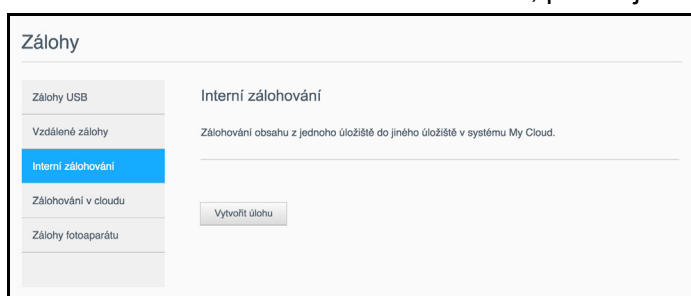 Zálohy
Zálohy USB
Vzdálené zálohy
Interní zálohování
Zálohování v cloudu
Zálohy fotoaparátu
Interní zálohování
Zálohování obsahu z jednoho úložiště do jiného úložiště v systému My Cloud.
Vytvořit úlohu